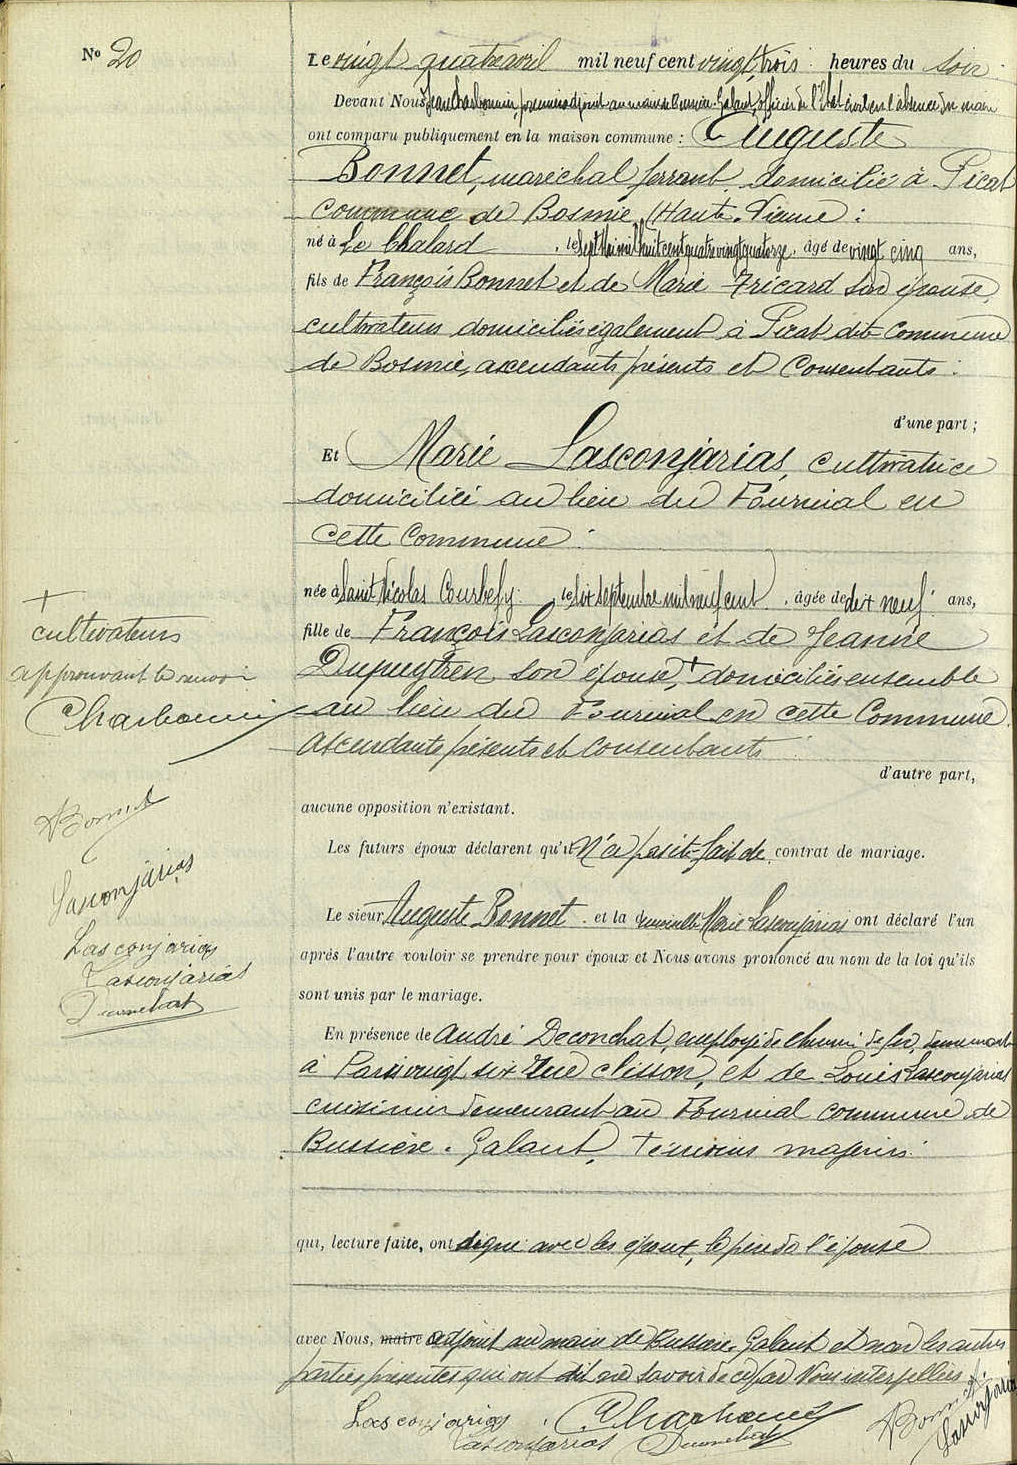 N° 20
Le vingt quatre avril mil neuf cent vingt, trois heures du soir
Devant Nous Jean Charbonnier, premier adjoint au maire de Bussière-Galant, officier de l'Etat civil en l'absence du maire
ont comparu publiquement en la maison commune : Auguste
Bonnet, maréchal ferrant, domicilié à Picat
commune de Bosmie, (Haute-Vienne :
né à Le Chalard, le sept Mai mil huit cent quatre vingt quatorze, âgé de vingt cinq ans,
fils de François Bonnet et de Marie Fricard son épouse,
cultivateurs domiciliés également à Picat dite commune
de Bosmie, ascendants présents et Consentants :
d'une part ;
Et Marie Lasconjarias, cultivatrice
domiciliée au lieu du Fournial en
cette Commune :
née à Saint Nicolas Courbefy le six septembre mil neuf cent, âgée de dix neuf ans,
fille de François Lasconjarias et de Jeanne
Dupuytren, son épouse, + domiciliés ensemble
au lieu du Fournial en cette Commune,
ascendants présents et consentants
d'autre part,
+
cultivateurs
approuvant le renvoi
Charbonnier
Bonnet
Lasconjarias
Lasconjarias
Lasconjarias
aucune opposition n'existant.
Les futurs époux déclarent qu'il N'a pas été fait de contrat de mariage.
Le sieur Auguste Bonnet et la demoiselle Marie Lasconjarias ont déclaré l'un
après l'autre vouloir se prendre pour époux et Nous avons prononcé au nom de la loi qu'ils
sont unis par le mariage.
En présence de André Deconchat, employé de chemin de fer, demeurant
à Paris vingt six Rue Clisson, et de Louis Lasconjarias
cuisinier demeurant au Fournial commune de
Bussière-Galant, témoins majeurs
qui, lecture faite, ont signé avec les époux, le père de l'épouse
avec Nous, maire adjoint au maire de Bussière-Galant et non les autres
parties présentes qui ont dit ne savoir de ce par Nous interpellées.
Lasconjarias Charbonnier Bonnet Lasconjarias
Lasconjarias